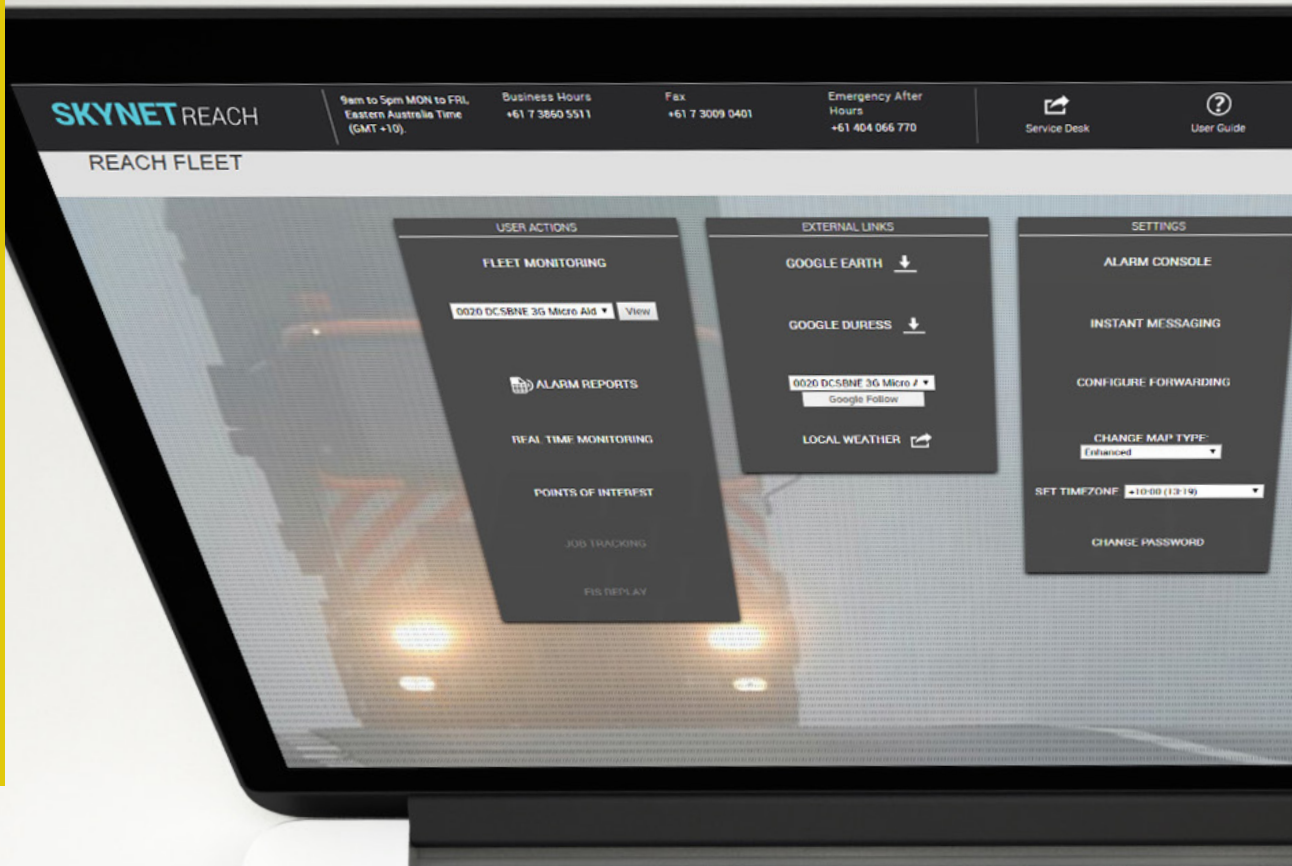 SKYNET REACH
9am to 5pm MON to FRI,
Eastern Australia Time
(GMT +10).
Business Hours
+61 7 3860 5511
Fax
+61 7 3009 0401
Emergency After
Hours
+61 404 066 770
Service Desk
User Guide
REACH FLEET
USER ACTIONS
FLEET MONITORING
0020 DCSBNE 3G Micro Aid
View
ALARM REPORTS
REAL TIME MONITORING
POINTS OF INTEREST
JOB TRACKING
EXTERNAL LINKS
GOOGLE EARTH
GOOGLE DURESS
0020 DCSBNE 3G Micro A
Google Follow
LOCAL WEATHER
SETTINGS
ALARM CONSOLE
INSTANT MESSAGING
CONFIGURE FORWARDING
CHANGE MAP TYPE:
Enhanced
SET TIMEZONE +10:00 (13:19)
CHANGE PASSWORD